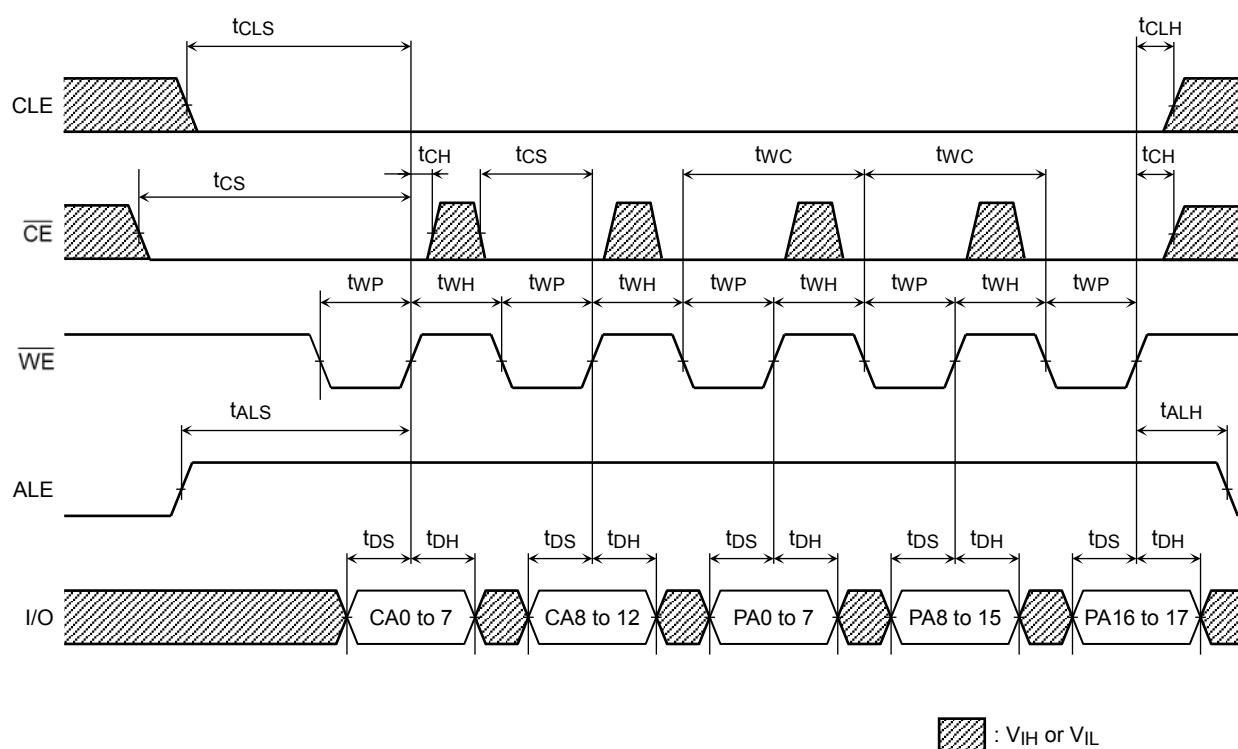 tCLS tCLH
CLE
tCH tCS tWC tWC tCH
tCS
CE
tWP tWH tWP tWH tWP tWH tWP tWH tWP
WE
tALS tALH
ALE
tDS tDH tDS tDH tDS tDH tDS tDH tDS tDH
I/O CA0 to 7 CA8 to 12 PA0 to 7 PA8 to 15 PA16 to 17
: VIH or VIL